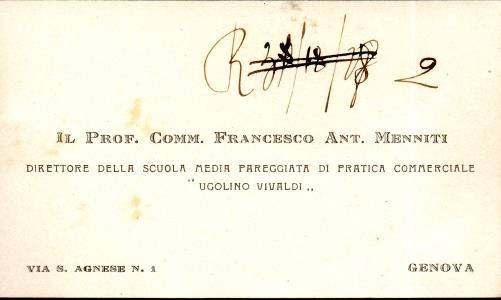 R 2
IL PROF. COMM. FRANCESCO ANT. MENNITI
DIRETTORE DELLA SCUOLA MEDIA PAREGGIATA DI PRATICA COMMERCIALE
“ UGOLINO VIVALDI „
VIA S. AGNESE N. 1
GENOVA